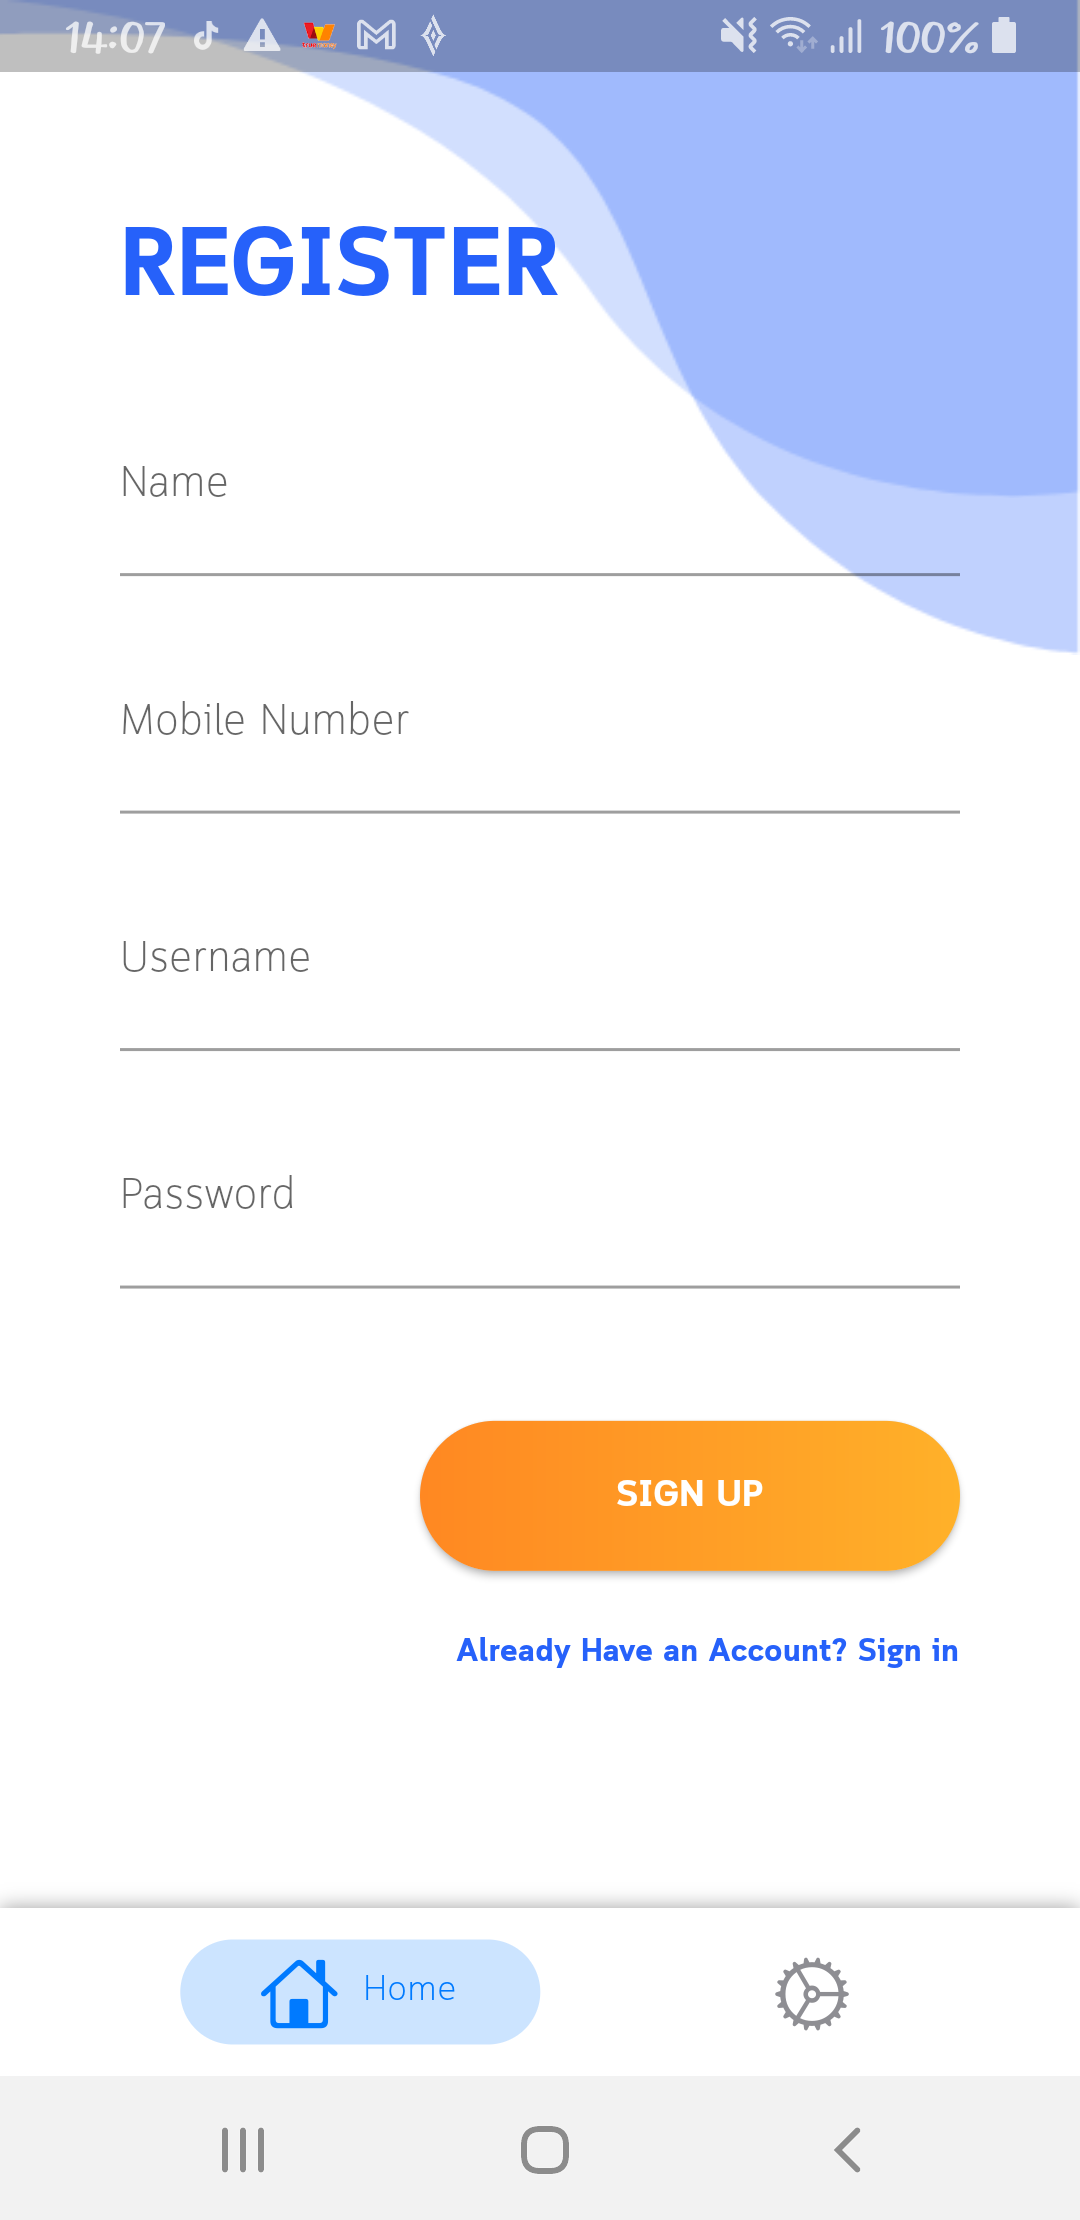 14:07 100%
REGISTER
Name
Mobile Number
Username
Password
SIGN UP
Already Have an Account? Sign in
Home